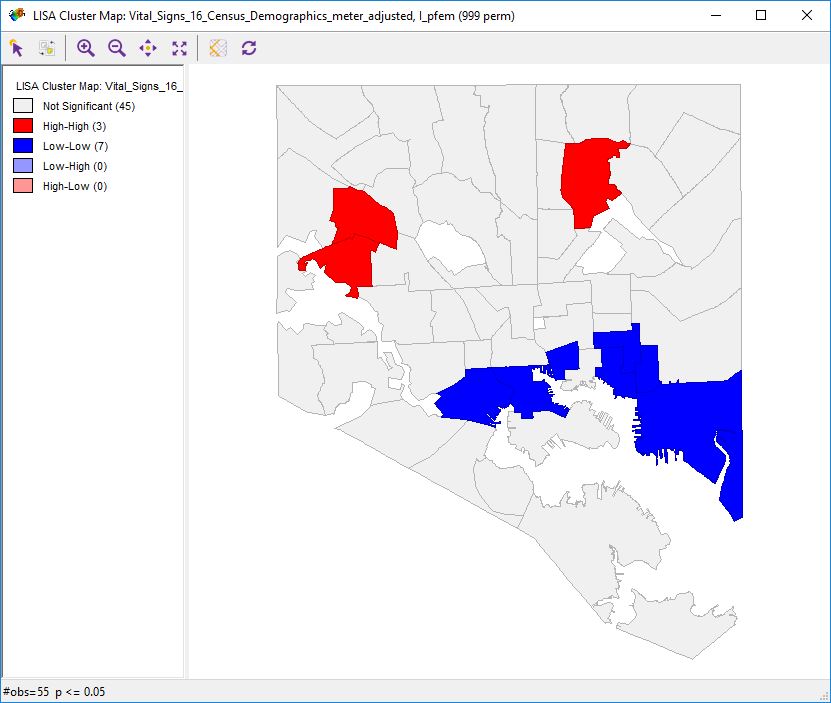 LISA Cluster Map: Vital_Signs_16_Census_Demographics_meter_adjusted, I_pfem (999 perm)
LISA Cluster Map: Vital_Signs_16_
Not Significant (45)
High-High (3)
Low-Low (7)
Low-High (0)
High-Low (0)
#obs=55 p <= 0.05